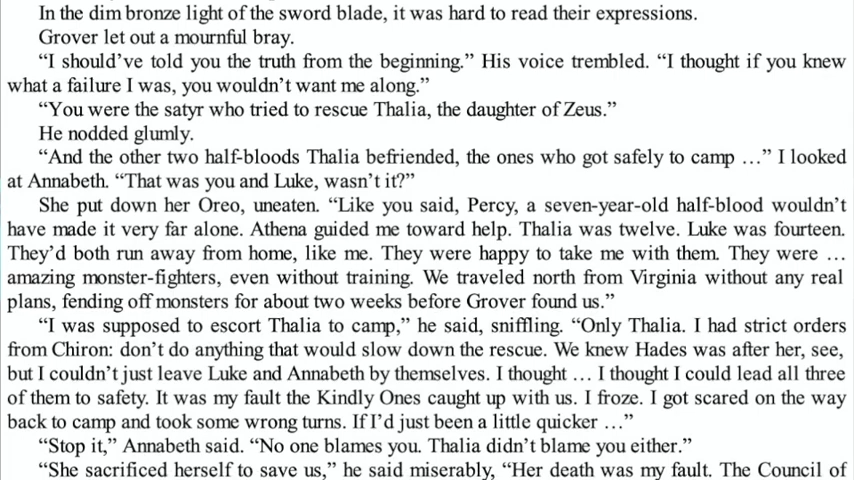 In the dim bronze light of the sword blade, it was hard to read their expressions.
Grover let out a mournful bray.
“I should’ve told you the truth from the beginning.” His voice trembled. “I thought if you knew
what a failure I was, you wouldn’t want me along.”
“You were the satyr who tried to rescue Thalia, the daughter of Zeus.”
He nodded glumly.
“And the other two half-bloods Thalia befriended, the ones who got safely to camp …” I looked
at Annabeth. “That was you and Luke, wasn’t it?”
She put down her Oreo, uneaten. “Like you said, Percy, a seven-year-old half-blood wouldn’t
have made it very far alone. Athena guided me toward help. Thalia was twelve. Luke was fourteen.
They’d both run away from home, like me. They were happy to take me with them. They were …
amazing monster-fighters, even without training. We traveled north from Virginia without any real
plans, fending off monsters for about two weeks before Grover found us.”
“I was supposed to escort Thalia to camp,” he said, sniffling. “Only Thalia. I had strict orders
from Chiron: don’t do anything that would slow down the rescue. We knew Hades was after her, see,
but I couldn’t just leave Luke and Annabeth by themselves. I thought … I thought I could lead all three
of them to safety. It was my fault the Kindly Ones caught up with us. I froze. I got scared on the way
back to camp and took some wrong turns. If I’d just been a little quicker …”
“Stop it,” Annabeth said. “No one blames you. Thalia didn’t blame you either.”
“She sacrificed herself to save us,” he said miserably, “Her death was my fault. The Council of